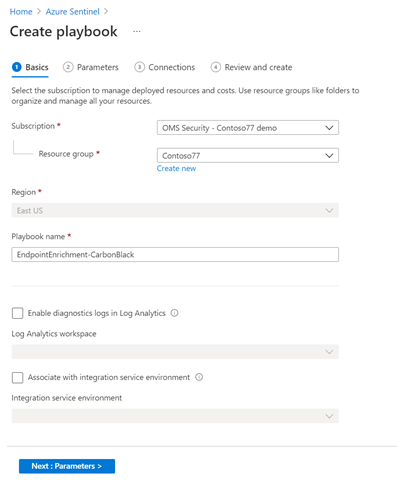 Home > Azure Sentinel >
Create playbook ...
1 Basics 2 Parameters 3 Connections 4 Review and create
Select the subscription to manage deployed resources and costs. Use resource groups like folders to
organize and manage all your resources.
Subscription *
OMS Security - Contoso77 demo
Resource group *
Contoso77
Create new
Region *
East US
Playbook name *
EndpointEnrichment-CarbonBlack
Enable diagnostics logs in Log Analytics
Log Analytics workspace
Associate with integration service environment
Integration service environment
Next : Parameters >